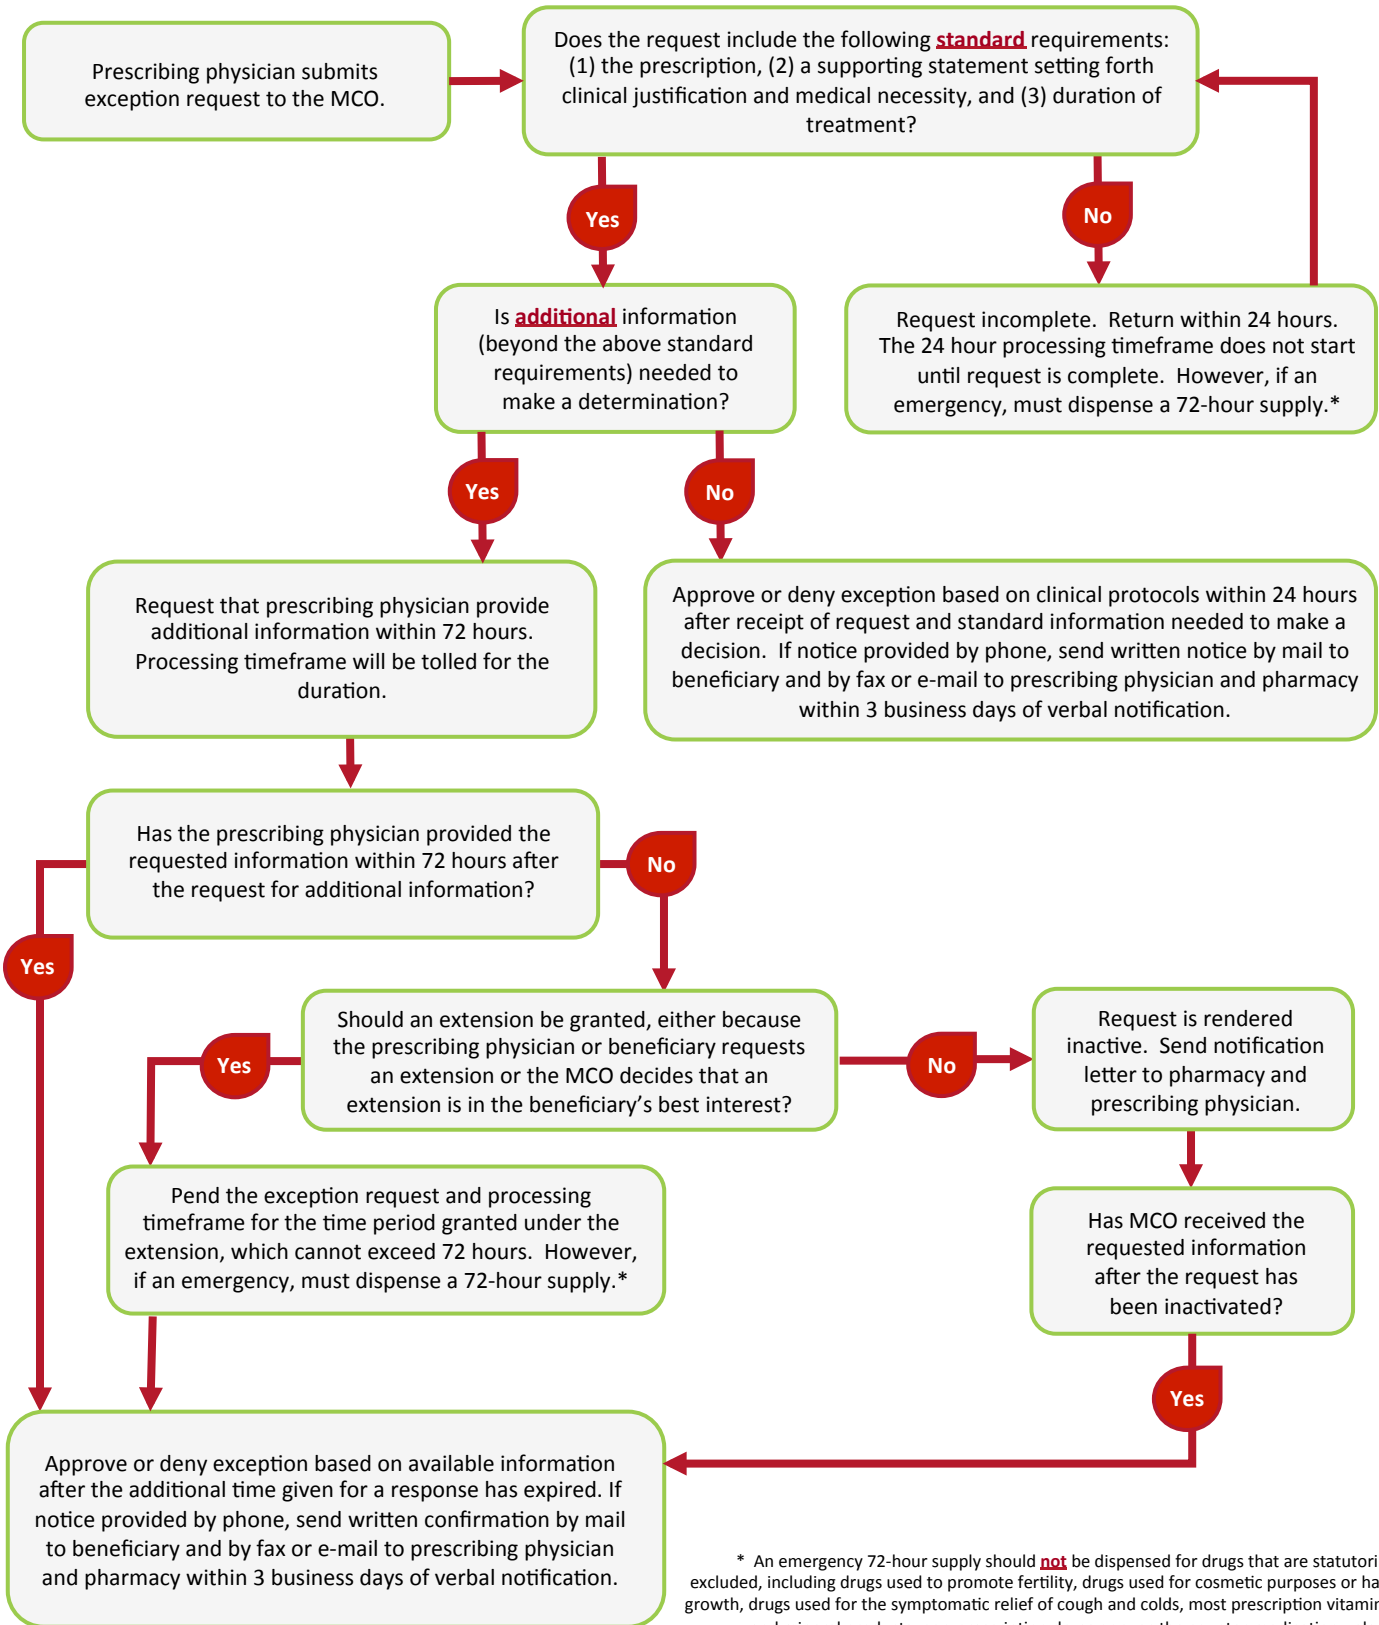 Prescribing physician submits
exception request to the MCO.
Does the request include the following standard requirements:
(1) the prescription, (2) a supporting statement setting forth
clinical justification and medical necessity, and (3) duration of
treatment?
Yes
No
Is additional information
(beyond the above standard
requirements) needed to
make a determination?
Request incomplete.  Return within 24 hours.
The 24 hour processing timeframe does not start
until request is complete.  However, if an
emergency, must dispense a 72-hour supply.*
Yes
No
Request that prescribing physician provide
additional information within 72 hours.
Processing timeframe will be tolled for the
duration.
Approve or deny exception based on clinical protocols within 24 hours
after receipt of request and standard information needed to make a
decision. If notice provided by phone, send written notice by mail to
beneficiary and by fax or e-mail to prescribing physician and pharmacy
within 3 business days of verbal notification.
Has the prescribing physician provided the
requested information within 72 hours after
the request for additional information?
No
Yes
Should an extension be granted, either because
the prescribing physician or beneficiary requests
an extension or the MCO decides that an
extension is in the beneficiary's best interest?
Yes
No
Request is rendered
inactive.  Send notification
letter to pharmacy and
prescribing physician.
Pend the exception request and processing
timeframe for the time period granted under the
extension, which cannot exceed 72 hours.  However,
if an emergency, must dispense a 72-hour supply.*
Has MCO received the
requested information
after the request has
been inactivated?
Yes
Approve or deny exception based on available information
after the additional time given for a response has expired. If
notice provided by phone, send written confirmation by mail
to beneficiary and by fax or e-mail to prescribing physician
and pharmacy within 3 business days of verbal notification.
*  An emergency 72-hour supply should not be dispensed for drugs that are statutori
excluded, including drugs used to promote fertility, drugs used for cosmetic purposes or ha
growth, drugs used for the symptomatic relief of cough and colds, most prescription vitamin